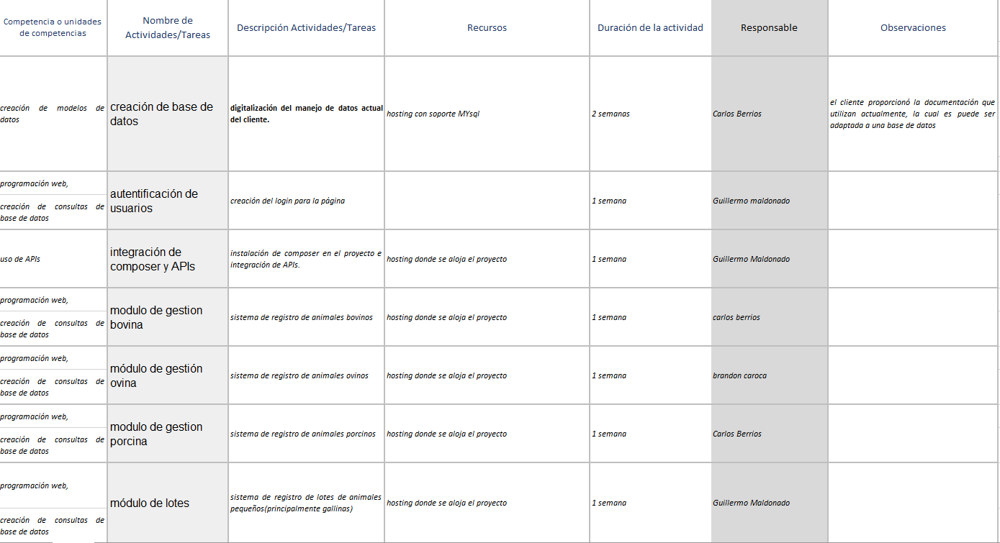 Competencia o unidades
de competencias
Nombre de
Actividades/Tareas
Descripción Actividades/Tareas
Recursos
Duración de la actividad
Responsable
Observaciones
creación de modelos de
datos
creación de base de
datos
digitalización del manejo de datos actual
del cliente.
hosting con soporte MYsql
2 semanas
Carlos Berrios
el cliente proporcionó la documentación que
utilizan actualmente, la cual es puede ser
adaptada a una base de datos
programación web,
creación de consultas de
base de datos
autentificación de
usuarios
creación del login para la página
1 semana
Guillermo maldonado
uso de APIs
integración de
composer y APIs
instalación de composer en el proyecto e
integración de APIs.
hosting donde se aloja el proyecto
1 semana
Guillermo Maldonado
programación web,
creación de consultas de
base de datos
modulo de gestion
bovina
sistema de registro de animales bovinos
hosting donde se aloja el proyecto
1 semana
carlos berrios
programación web,
creación de consultas de
base de datos
módulo de gestión
ovina
sistema de registro de animales ovinos
hosting donde se aloja el proyecto
1 semana
brandon caroca
programación web,
creación de consultas de
base de datos
modulo de gestion
porcina
sistema de registro de animales porcinos
hosting donde se aloja el proyecto
1 semana
Carlos Berrios
programación web,
creación de consultas de
base de datos
módulo de lotes
sistema de registro de lotes de animales
pequeños(principalmente gallinas)
hosting donde se aloja el proyecto
1 semana
Guillermo Maldonado